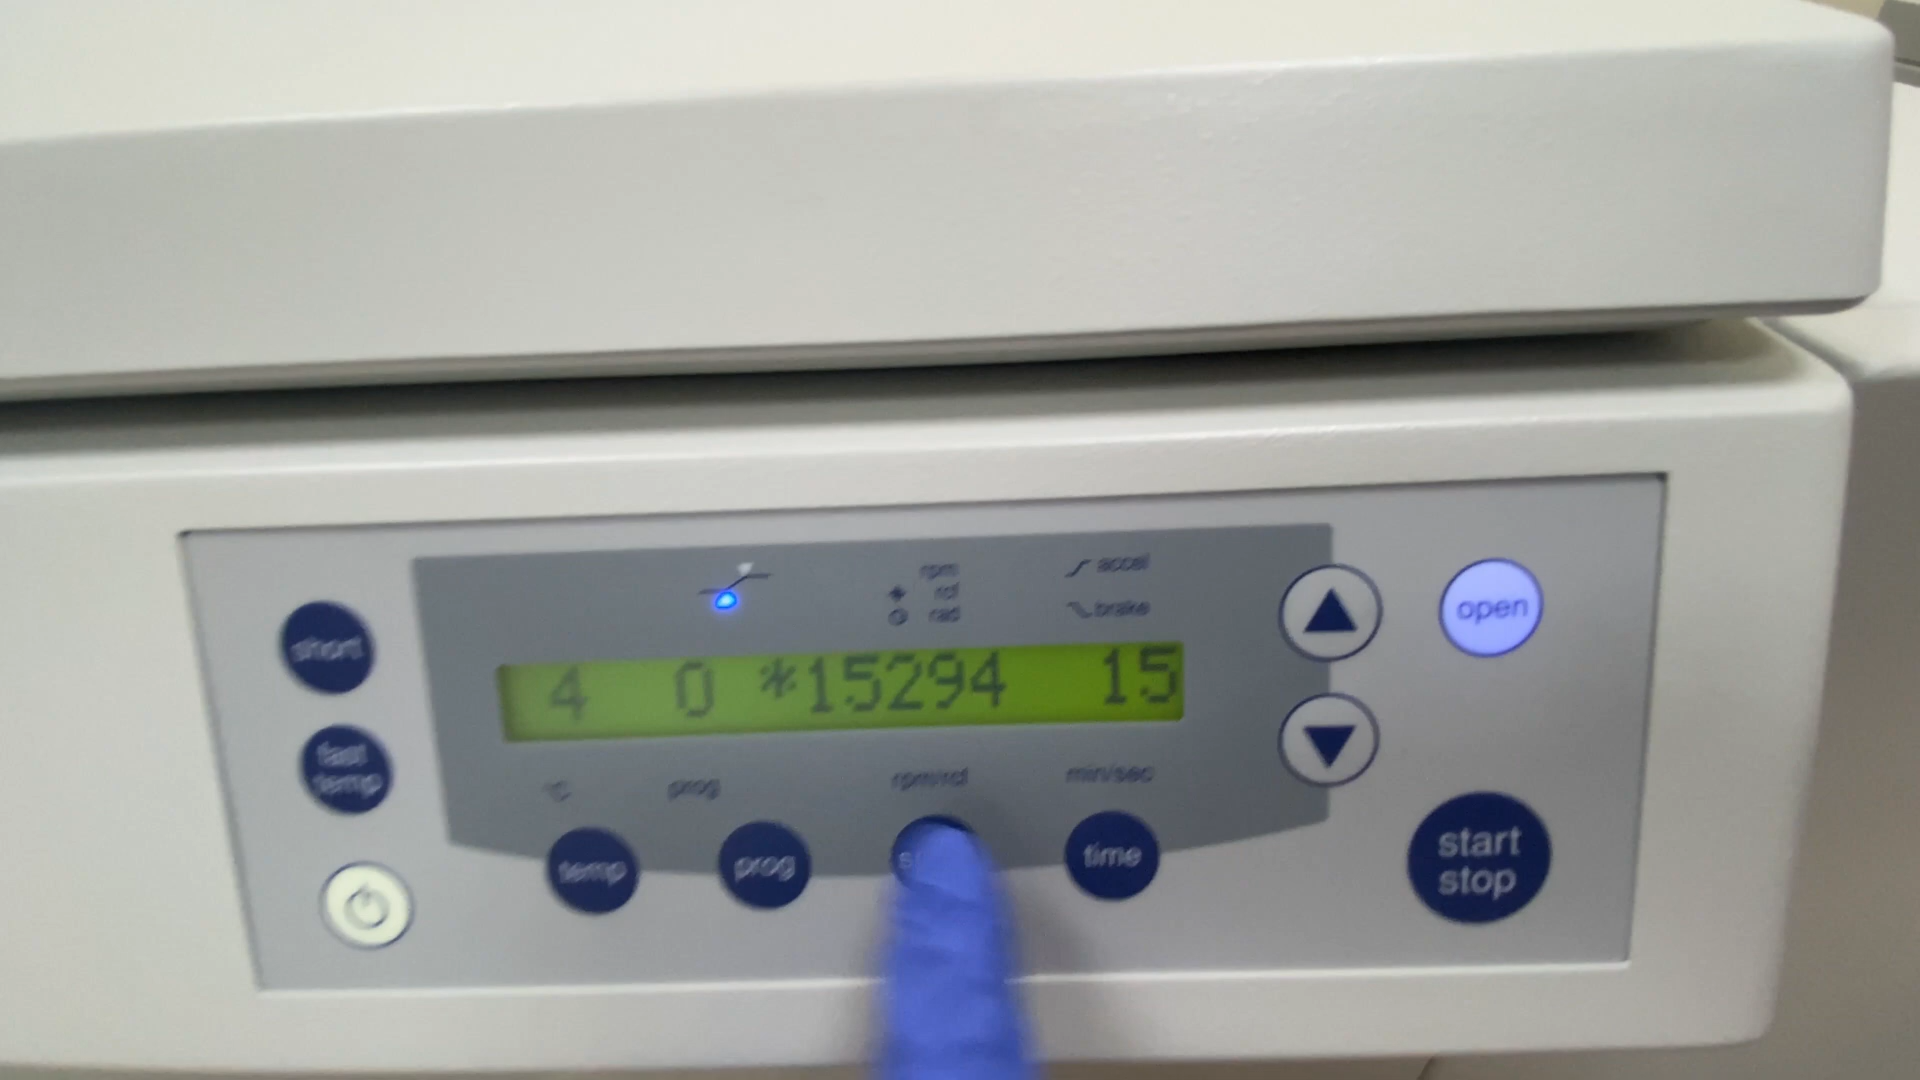 rpm
rcf
rad
accel
brake
short
open
4 0 *15294 15
fast
temp
°C prog rpm/rcf min/sec
temp
prog
time
start
stop